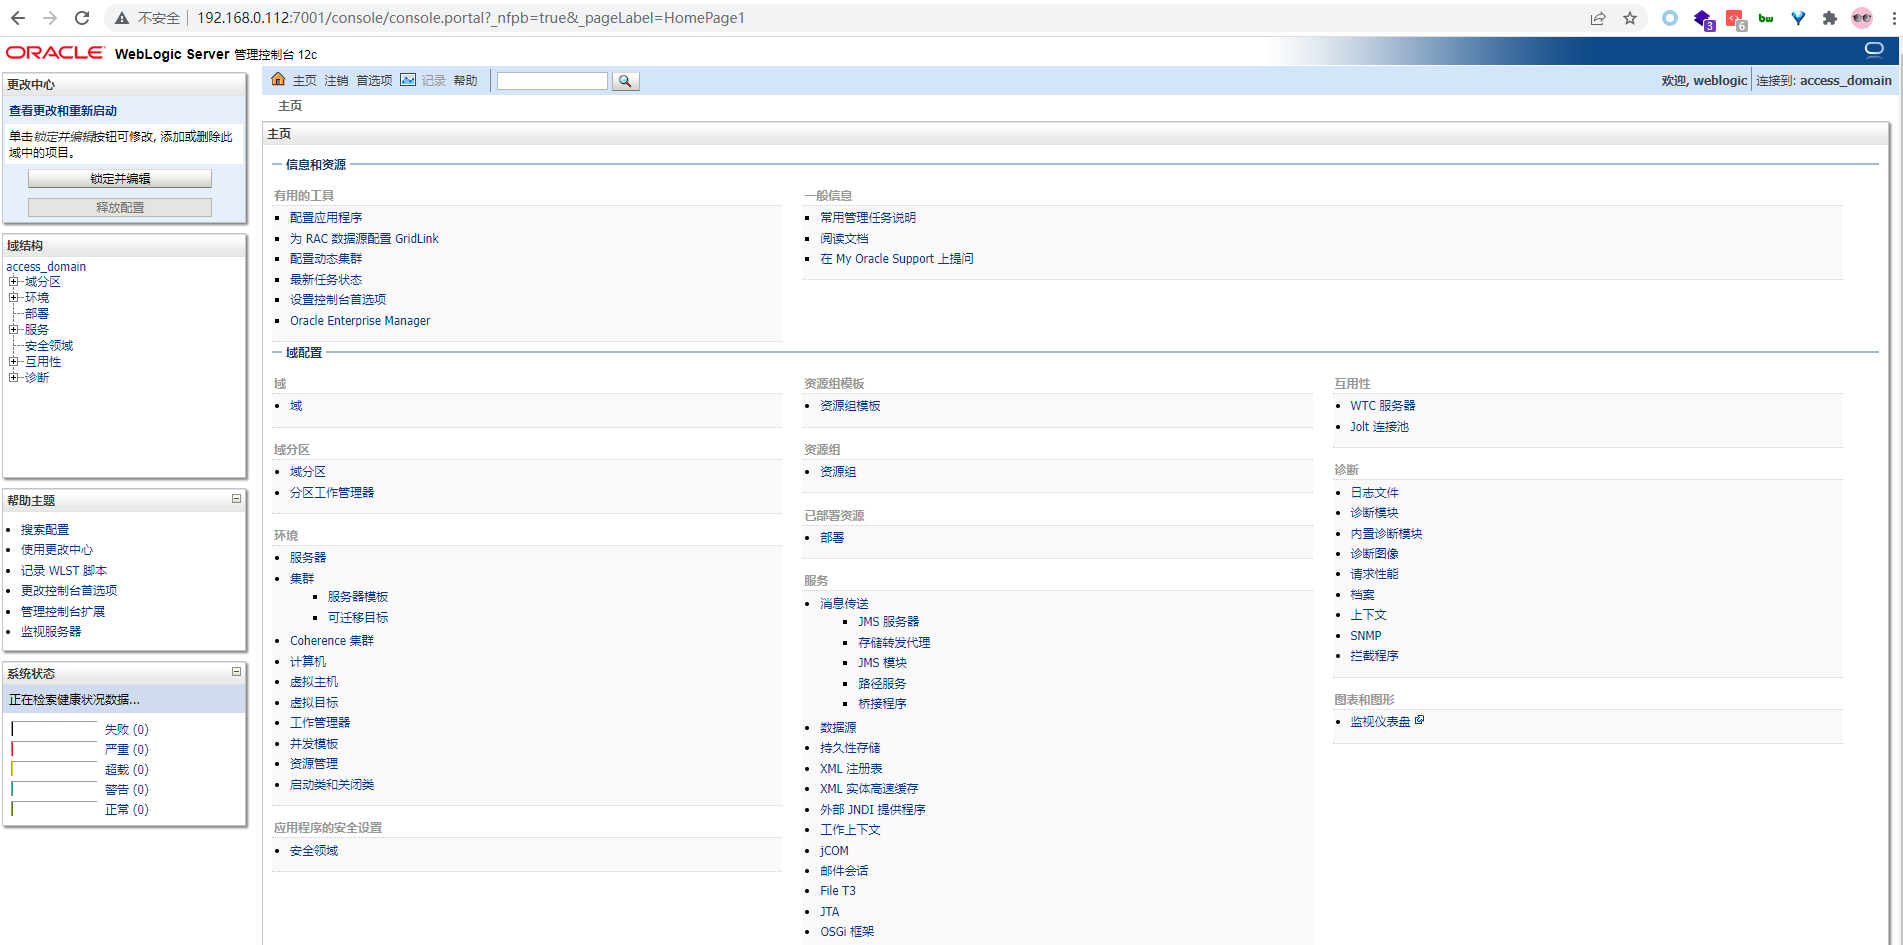 不安全
192.168.0.112:7001/console/console.portal?_nfpb=true&_pageLabel=HomePage1
3
6
bw
ORACLE WebLogic Server 管理控制台 12c
更改中心
查看更改和重新启动
单击锁定并编辑按钮可修改, 添加或删除此
域中的项目。
锁定并编辑
释放配置
域结构
access_domain
域分区
环境
部署
服务
安全领域
互用性
诊断
帮助主题
搜索配置
使用更改中心
记录 WLST 脚本
更改控制台首选项
管理控制台扩展
监视服务器
系统状态
正在检索健康状况数据...
失败 (0)
严重 (0)
超载 (0)
警告 (0)
正常 (0)
主页 注销 首选项 记录 帮助
欢迎, weblogic 连接到: access_domain
主页
主页
信息和资源
有用的工具
配置应用程序
为 RAC 数据源配置 GridLink
配置动态集群
最新任务状态
设置控制台首选项
Oracle Enterprise Manager
一般信息
常用管理任务说明
阅读文档
在 My Oracle Support 上提问
域配置
域
域
域分区
域分区
分区工作管理器
环境
服务器
集群
服务器模板
可迁移目标
Coherence 集群
计算机
虚拟主机
虚拟目标
工作管理器
并发模板
资源管理
启动类和关闭类
应用程序的安全设置
安全领域
资源组模板
资源组模板
资源组
资源组
已部署资源
部署
服务
消息传送
JMS 服务器
存储转发代理
JMS 模块
路径服务
桥接程序
数据源
持久性存储
XML 注册表
XML 实体高速缓存
外部 JNDI 提供程序
工作上下文
jCOM
邮件会话
File T3
JTA
OSGi 框架
互用性
WTC 服务器
Jolt 连接池
诊断
日志文件
诊断模块
内置诊断模块
诊断图像
请求性能
档案
上下文
SNMP
拦截程序
图表和图形
监视仪表盘